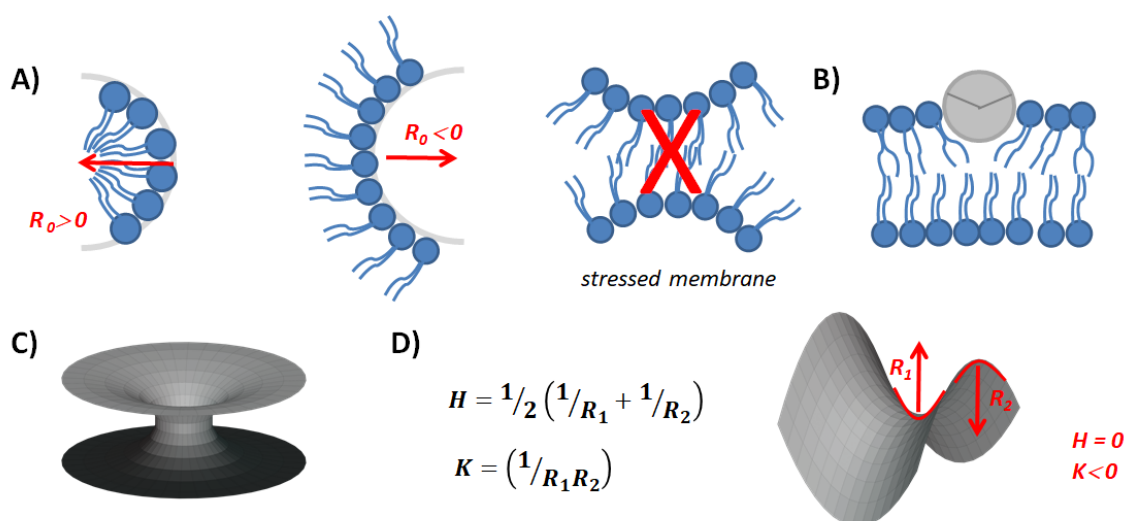 A)
R₀>0
R₀<0
stressed membrane
B)
C)
D)
H = 1/2 (1/R₁ + 1/R₂)
K = (1/R₁R₂)
R₁
R₂
H = 0
K<0